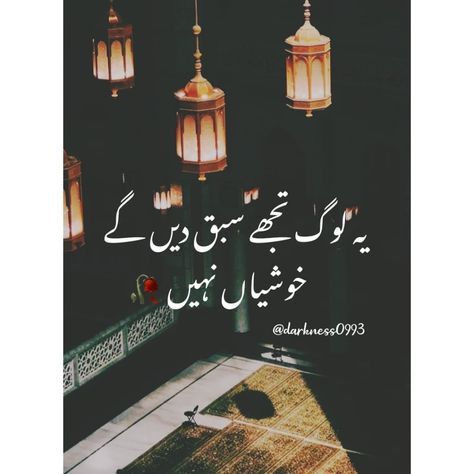 یہ لوگ تجھے سبق دیں گے
خوشیاں نہیں 🥀
@darkness0993